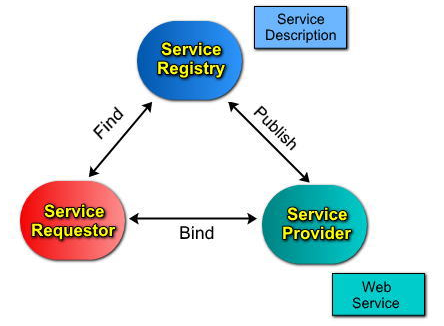 Service
Description
Service
Registry
Find
Publish
Service
Requestor
Bind
Service
Provider
Web
Service